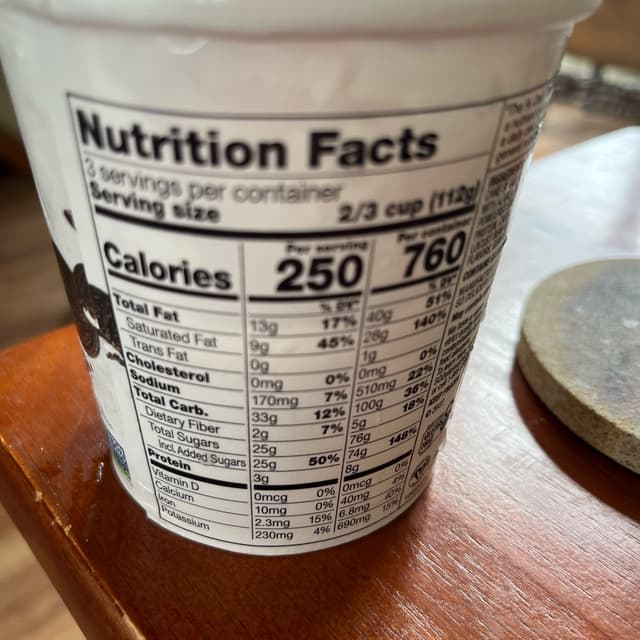 Nutrition Facts
3 servings per container
Serving size 2/3 cup (112g)
Per serving Per container
Calories 250 760
% DV* % DV*
Total Fat 13g 17% 40g 51%
Saturated Fat 9g 45% 28g 140%
Trans Fat 0g 1g
Cholesterol 0mg 0% 0mg 0%
Sodium 170mg 7% 510mg 22%
Total Carb. 33g 12% 100g 36%
Dietary Fiber 2g 7% 5g 18%
Total Sugars 25g 76g
Incl. Added Sugars 25g 50% 74g 148%
Protein 3g 8g
Vitamin D 0mcg 0% 0mcg 0%
Calcium 10mg 0% 40mg 4%
Iron 2.3mg 15% 6.8mg 40%
Potassium 230mg 4% 690mg 15%